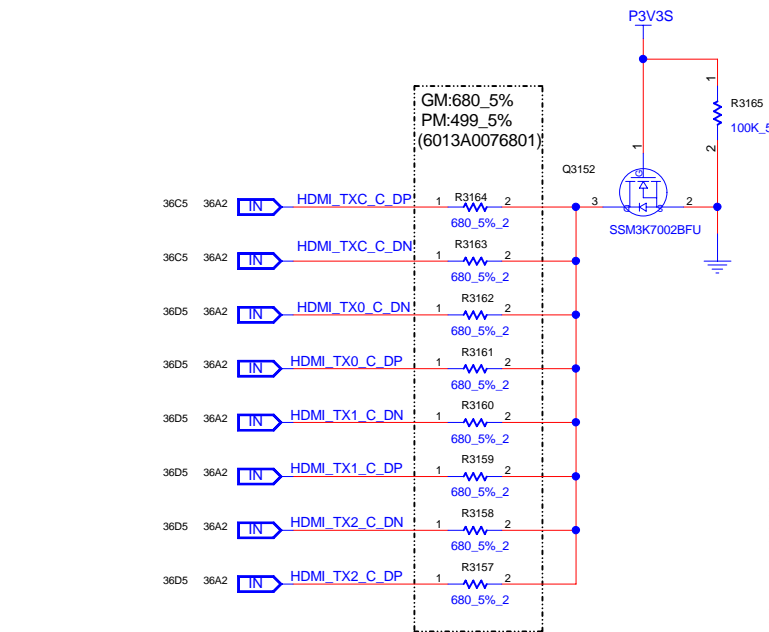 P3V3S
GM:680_5%
PM:499_5%
(6013A0076801)
1
R3165
100K_5
2
Q3152
1
G
3
D
S
2
SSM3K7002BFU
36C5 36A2 IN HDMI_TXC_C_DP 1 R3164 2
680_5%_2
36C5 36A2 IN HDMI_TXC_C_DN 1 R3163 2
680_5%_2
36D5 36A2 IN HDMI_TX0_C_DN 1 R3162 2
680_5%_2
36D5 36A2 IN HDMI_TX0_C_DP 1 R3161 2
680_5%_2
36D5 36A2 IN HDMI_TX1_C_DN 1 R3160 2
680_5%_2
36D5 36A2 IN HDMI_TX1_C_DP 1 R3159 2
680_5%_2
36D5 36A2 IN HDMI_TX2_C_DN 1 R3158 2
680_5%_2
36D5 36A2 IN HDMI_TX2_C_DP 1 R3157 2
680_5%_2